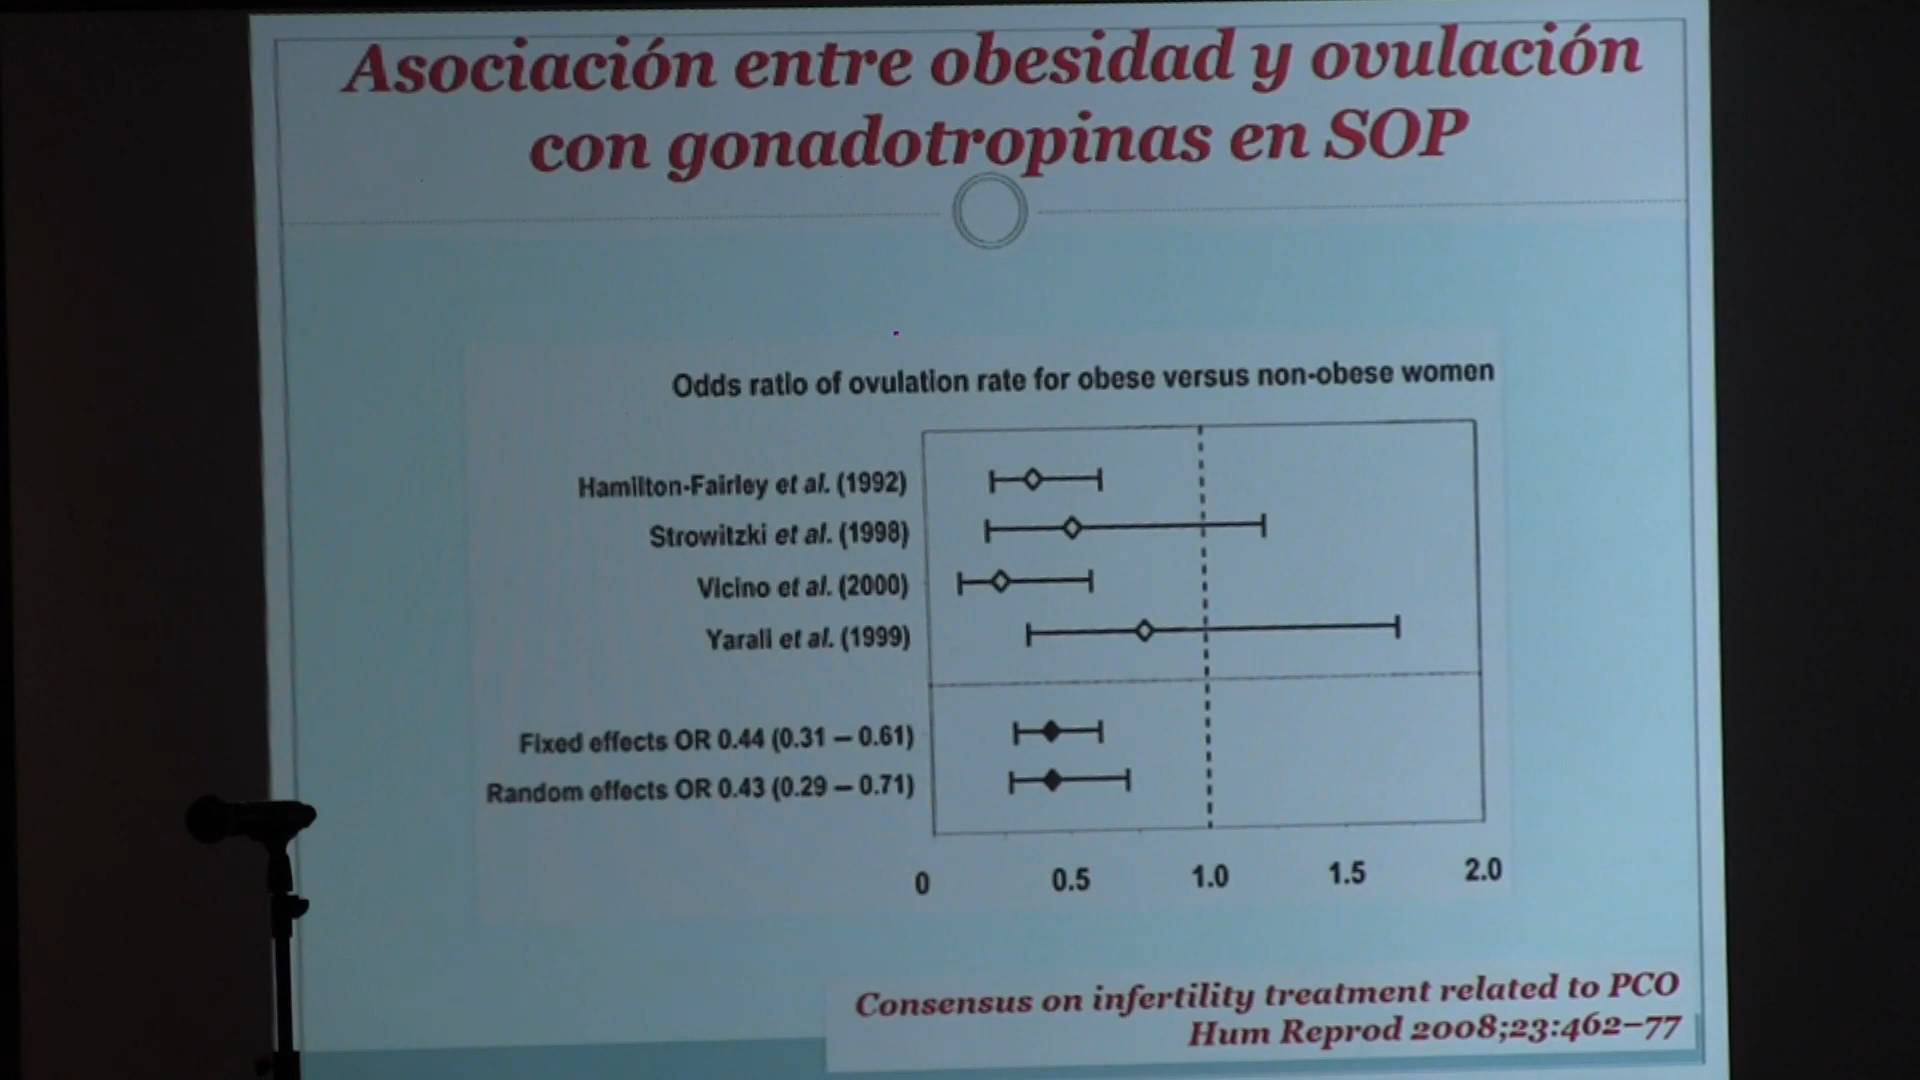 Asociación entre obesidad y ovulación
con gonadotropinas en SOP
Odds ratio of ovulation rate for obese versus non-obese women
Hamilton-Fairley et al. (1992)
Strowitzki et al. (1998)
Vicino et al. (2000)
Yarali et al. (1999)
Fixed effects OR 0.44 (0.31 – 0.61)
Random effects OR 0.43 (0.29 – 0.71)
0 0.5 1.0 1.5 2.0
Consensus on infertility treatment related to PCO
Hum Reprod 2008;23:462–77